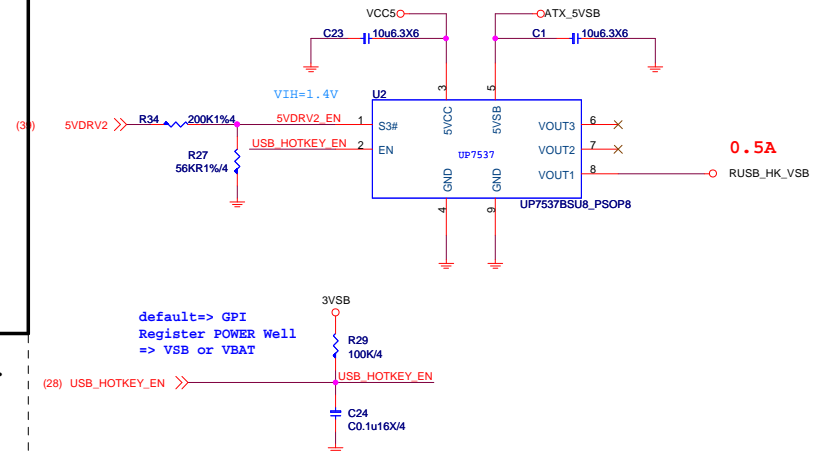 VCC5
ATX_5VSB
C23
10u6.3X6
C1
10u6.3X6
VIH=1.4V
U2
3
5
5VCC
5VSB
5VDRV2
R34
200K1%4
5VDRV2_EN
1
S3#
VOUT3
6
USB_HOTKEY_EN
2
EN
VOUT2
7
0.5A
R27
56KR1%/4
UP7537
VOUT1
8
RUSB_HK_VSB
GND
GND
UP7537BSU8_PSOP8
4
9
3VSB
default=> GPI
Register POWER Well
=> VSB or VBAT
R29
100K/4
(28)
USB_HOTKEY_EN
USB_HOTKEY_EN
C24
C0.1u16X/4